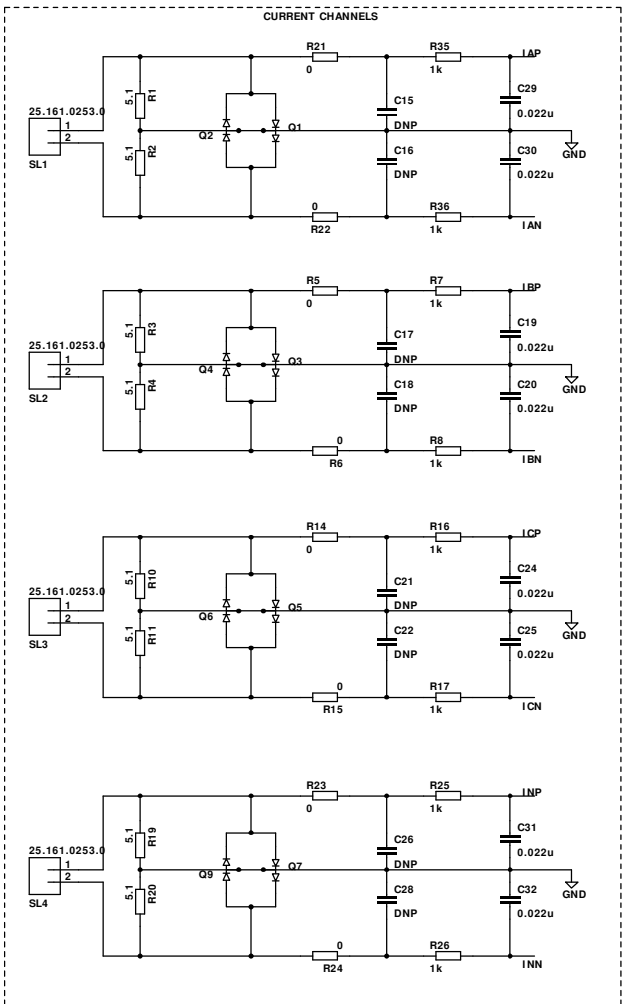 CURRENT CHANNELS
R21
0
R35
1k
IAP
25.161.0253.0
1
2
SL1
5.1
R1
5.1
R2
Q2
Q1
C15
DNP
C16
DNP
C29
0.022u
C30
0.022u
GND
0
R22
R36
1k
IAN
R5
0
R7
1k
IBP
25.161.0253.0
1
2
SL2
5.1
R3
5.1
R4
Q4
Q3
C17
DNP
C18
DNP
C19
0.022u
C20
0.022u
GND
0
R6
R8
1k
IBN
R14
0
R16
1k
ICP
25.161.0253.0
1
2
SL3
5.1
R10
5.1
R11
Q6
Q5
C21
DNP
C22
DNP
C24
0.022u
C25
0.022u
GND
0
R15
R17
1k
ICN
R23
0
R25
1k
INP
25.161.0253.0
1
2
SL4
5.1
R19
5.1
R20
Q9
Q7
C26
DNP
C28
DNP
C31
0.022u
C32
0.022u
GND
0
R24
R26
1k
INN